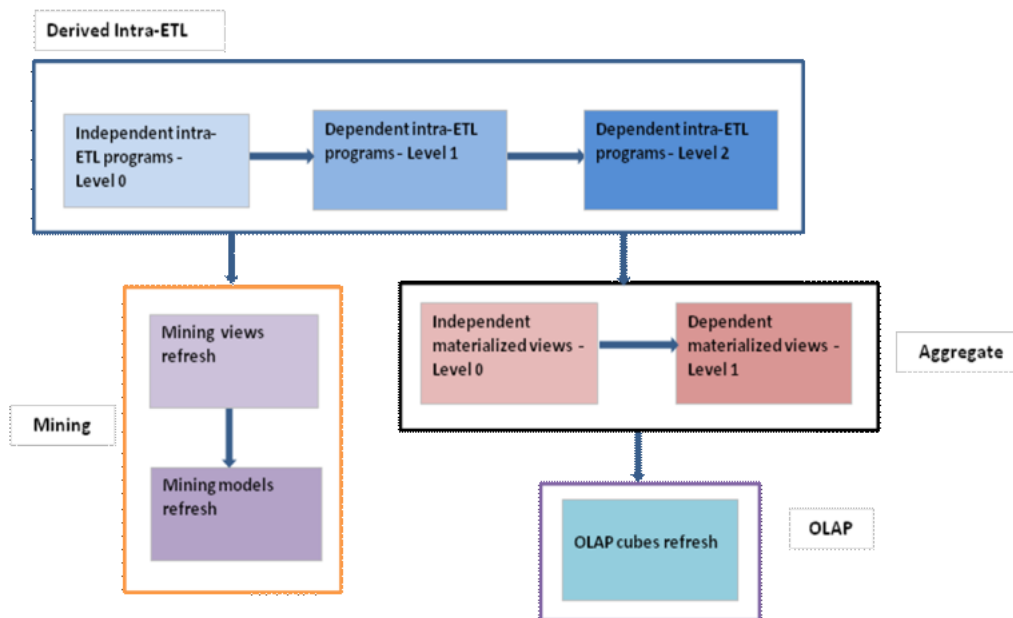 Derived Intra-ETL
Independent intra-
ETL programs -
Level 0
Dependent intra-ETL
programs - Level 1
Dependent intra-ETL
programs - Level 2
Mining views
refresh
Mining models
refresh
Mining
Independent
materialized views -
Level 0
Dependent
materialized views -
Level 1
Aggregate
OLAP cubes refresh
OLAP